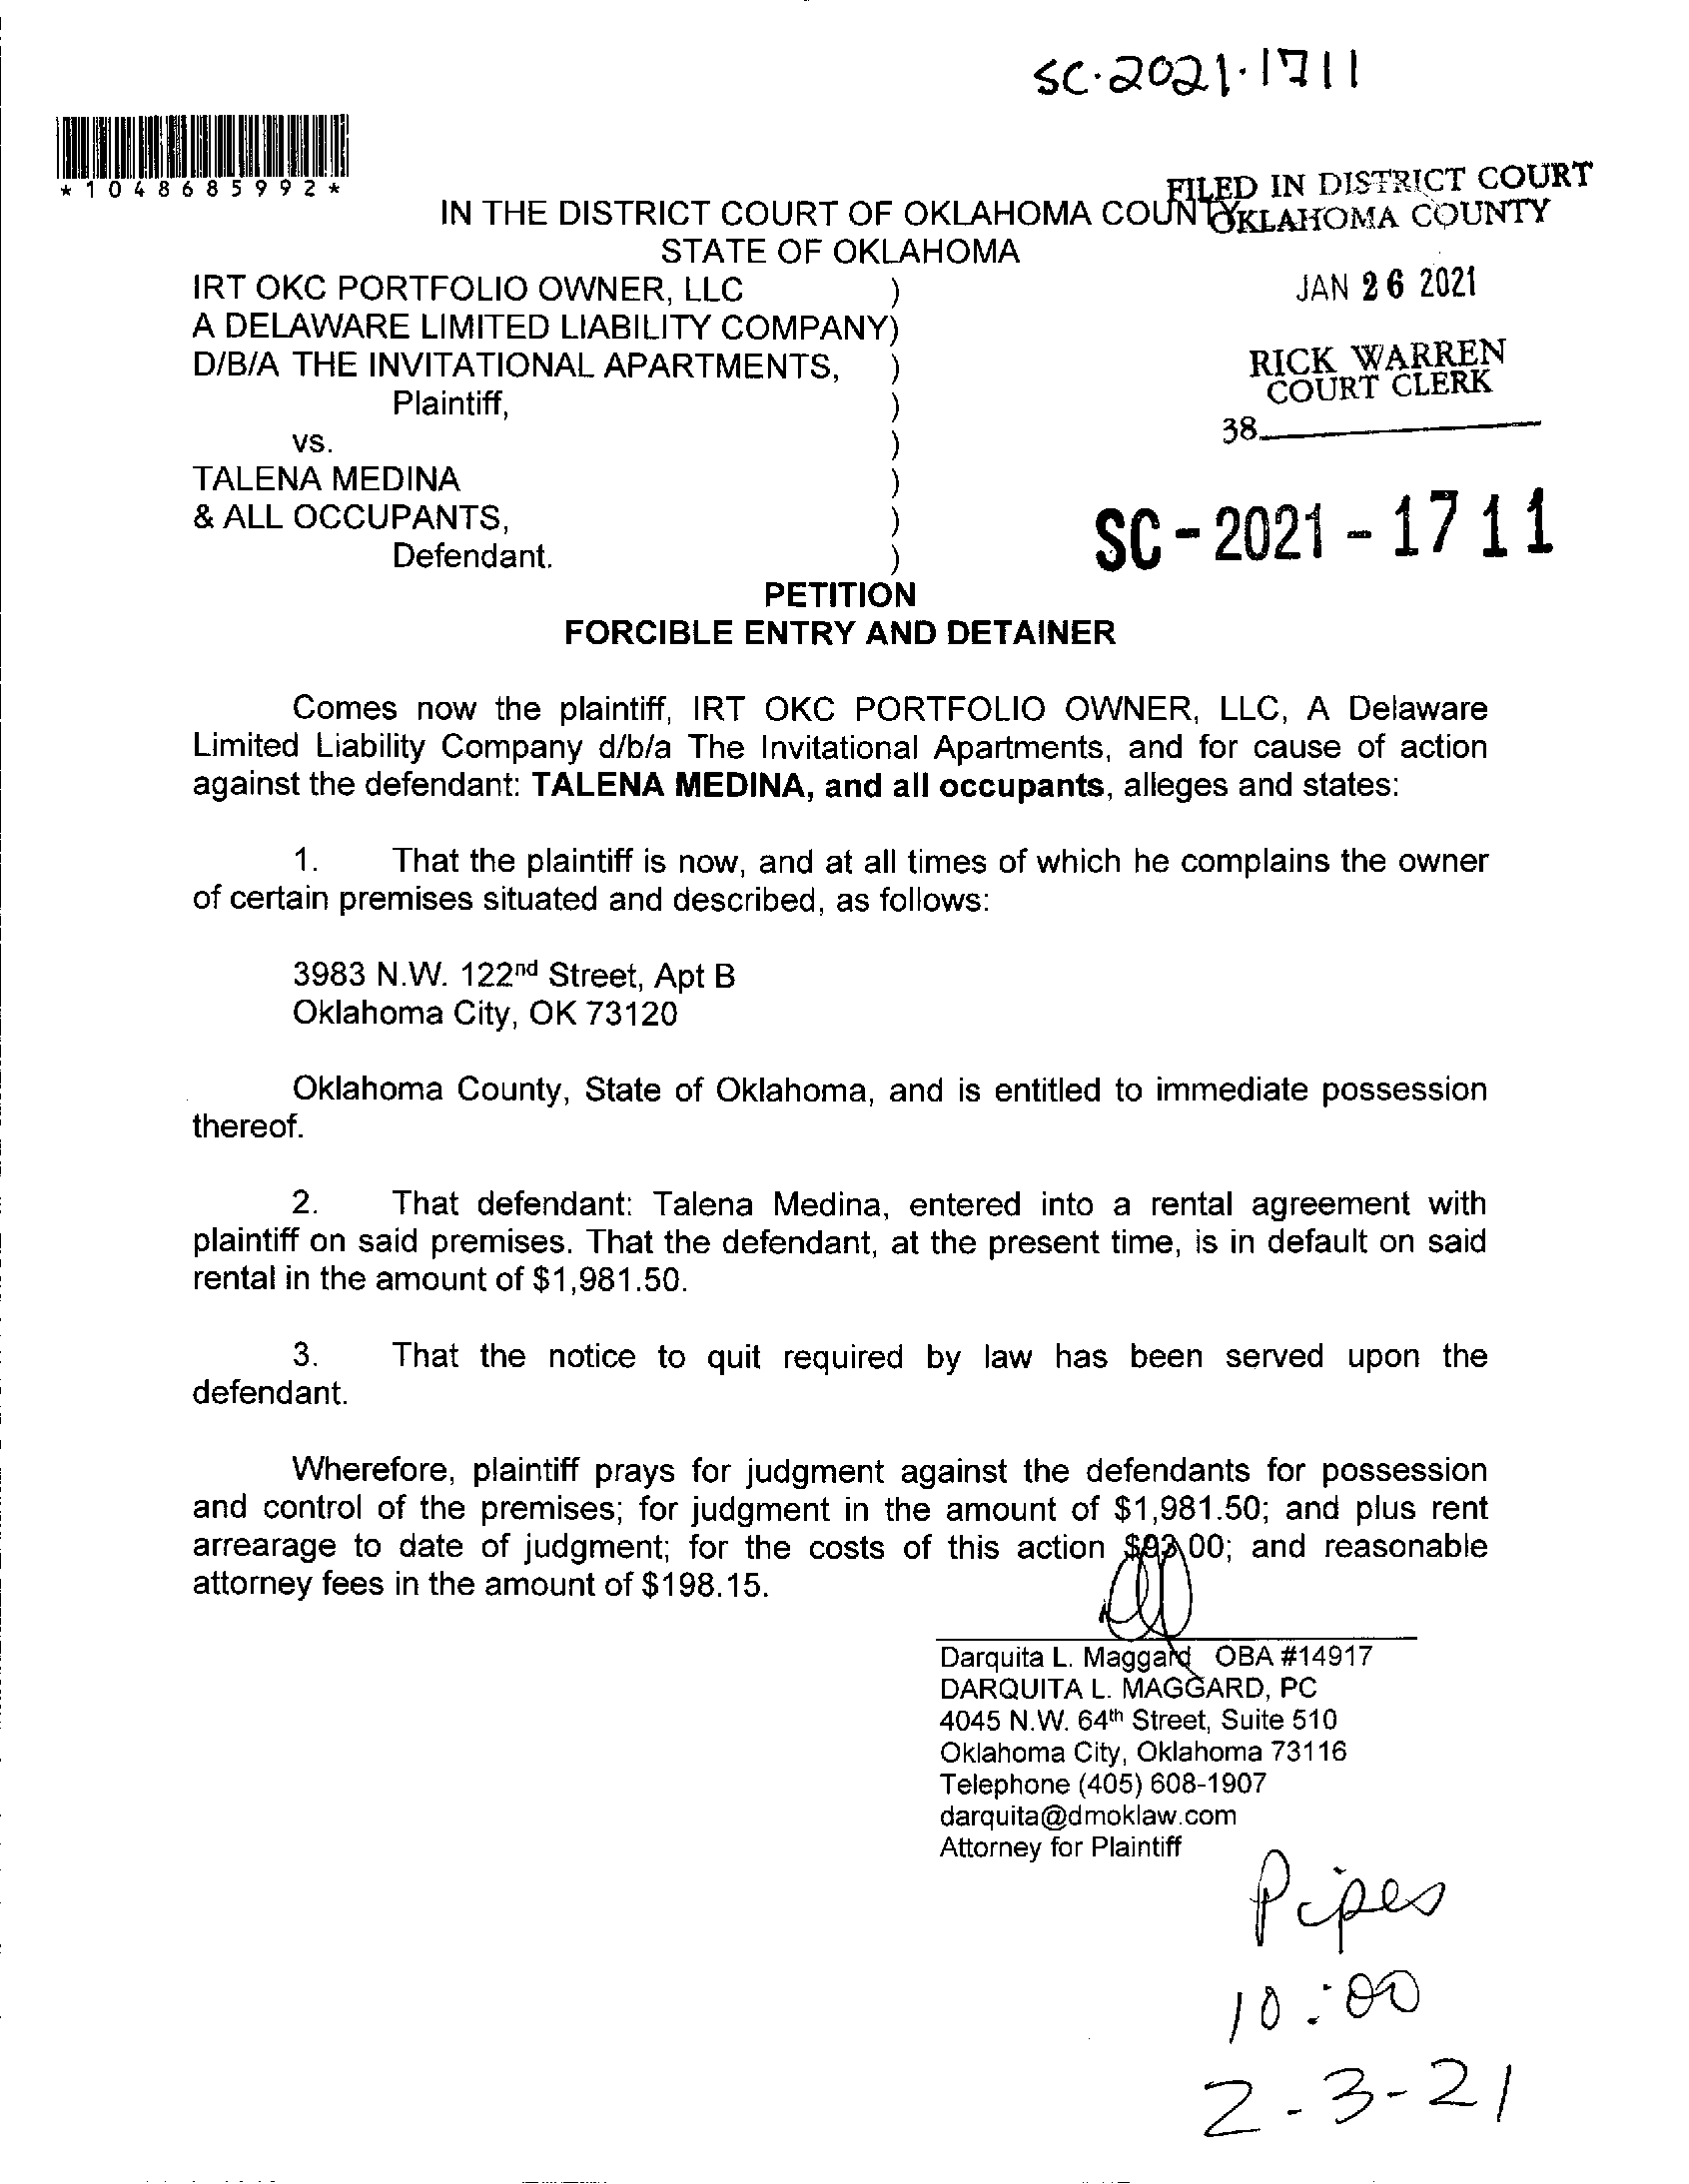 SC-2021-1711
*1048685992*
FILED IN DISTRICT COURT
OKLAHOMA COUNTY
IN THE DISTRICT COURT OF OKLAHOMA COUNTY
STATE OF OKLAHOMA
JAN 26 2021
RICK WARREN
COURT CLERK
38
SC-2021-1711
IRT OKC PORTFOLIO OWNER, LLC )
A DELAWARE LIMITED LIABILITY COMPANY)
D/B/A THE INVITATIONAL APARTMENTS, )
Plaintiff, )
vs. )
TALENA MEDINA )
& ALL OCCUPANTS, )
Defendant. )
PETITION
FORCIBLE ENTRY AND DETAINER
Comes now the plaintiff, IRT OKC PORTFOLIO OWNER, LLC, A Delaware
Limited Liability Company d/b/a The Invitational Apartments, and for cause of action
against the defendant: TALENA MEDINA, and all occupants, alleges and states:
1. That the plaintiff is now, and at all times of which he complains the owner
of certain premises situated and described, as follows:
3983 N.W. 122nd Street, Apt B
Oklahoma City, OK 73120
Oklahoma County, State of Oklahoma, and is entitled to immediate possession
thereof.
2. That defendant: Talena Medina, entered into a rental agreement with
plaintiff on said premises. That the defendant, at the present time, is in default on said
rental in the amount of $1,981.50.
3. That the notice to quit required by law has been served upon the
defendant.
Wherefore, plaintiff prays for judgment against the defendants for possession
and control of the premises; for judgment in the amount of $1,981.50; and plus rent
arrearage to date of judgment; for the costs of this action 00; and reasonable
attorney fees in the amount of $198.15.
Darquita L. Maggard OBA #14917
DARQUITA L. MAGGARD, PC
4045 N.W. 64th Street, Suite 510
Oklahoma City, Oklahoma 73116
Telephone (405) 608-1907
darquita@dmoklaw.com
Attorney for Plaintiff
Pipes
10:00
2-3-21